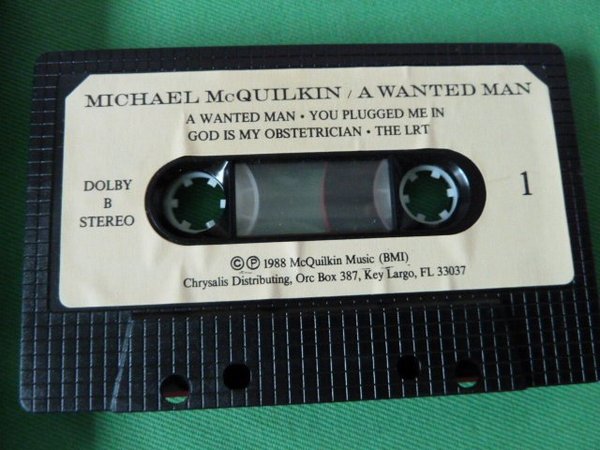 MICHAEL McQUILKIN / A WANTED MAN
A WANTED MAN • YOU PLUGGED ME IN
GOD IS MY OBSTETRICIAN • THE LRT
DOLBY
B
STEREO
1
© ℗ 1988 McQuilkin Music (BMI)
Chrysalis Distributing, Orc Box 387, Key Largo, FL 33037